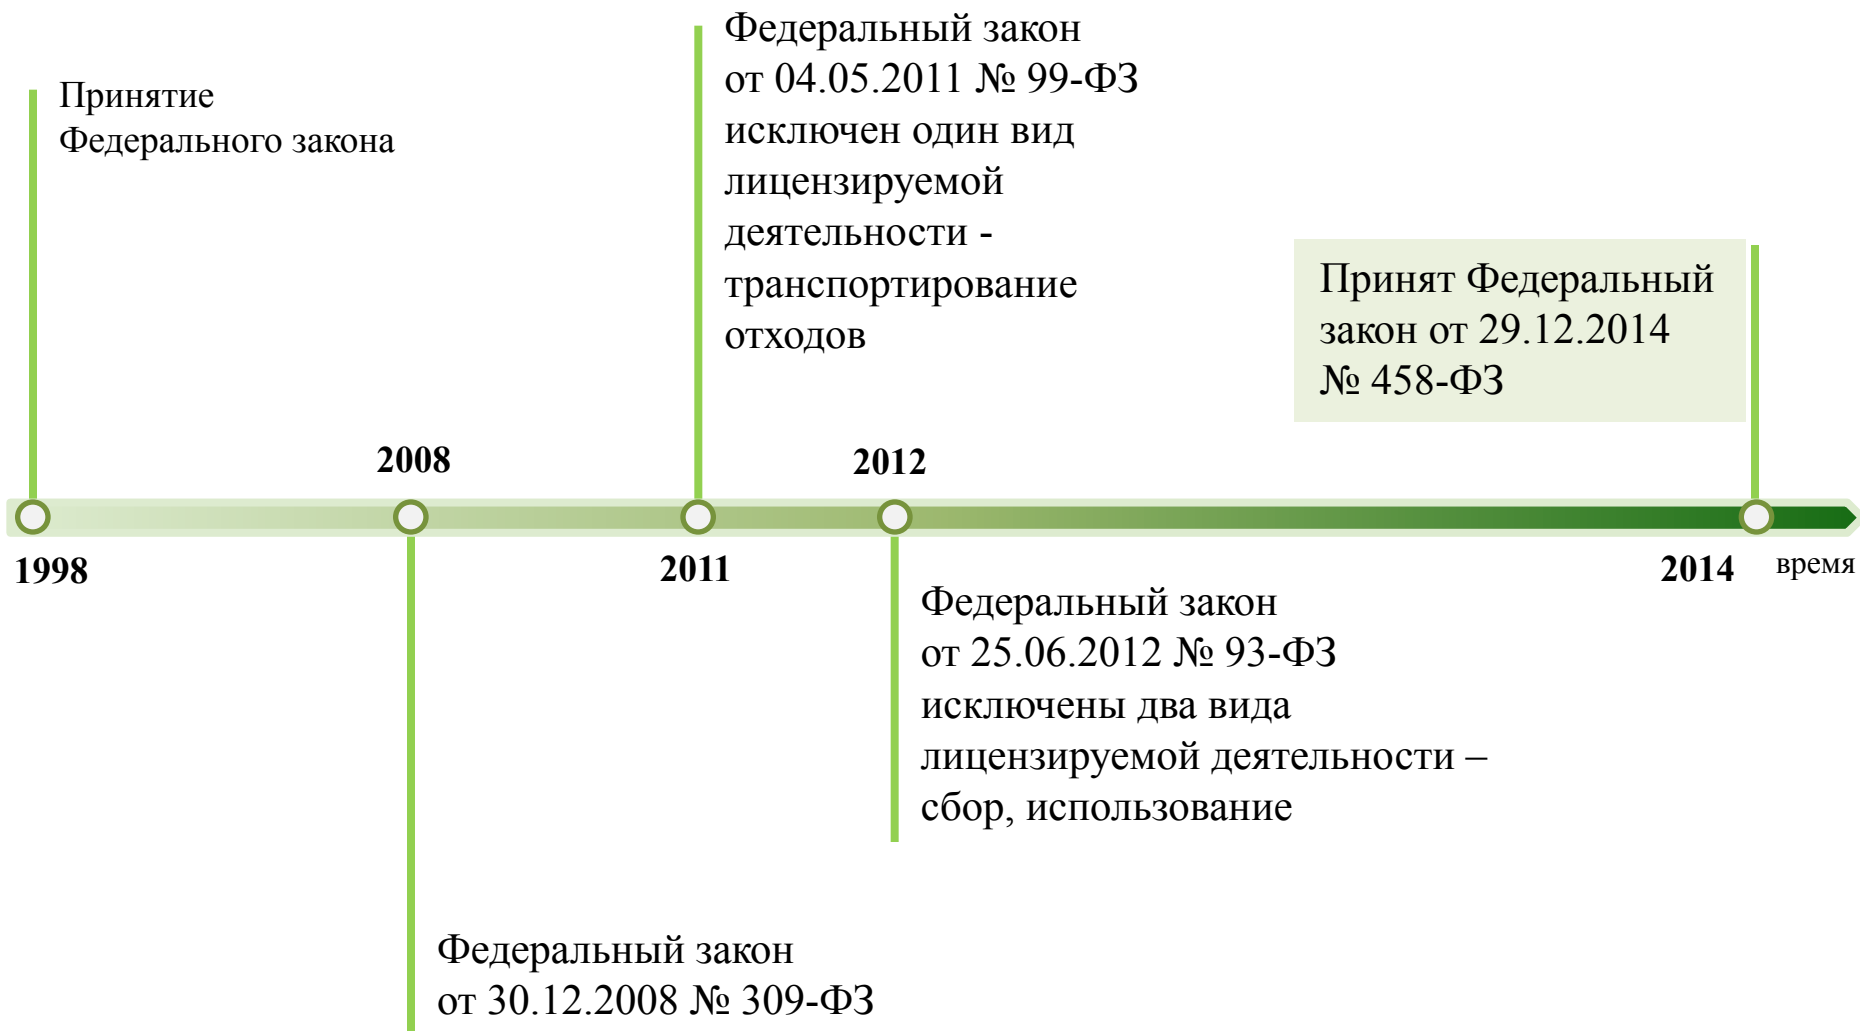 Принятие
Федерального закона
Федеральный закон
от 04.05.2011 № 99-ФЗ
исключен один вид
лицензируемой
деятельности -
транспортирование
отходов
Принят Федеральный
закон от 29.12.2014
№ 458-ФЗ
2008
2012
1998
2011
2014
время
Федеральный закон
от 25.06.2012 № 93-ФЗ
исключены два вида
лицензируемой деятельности –
сбор, использование
Федеральный закон
от 30.12.2008 № 309-ФЗ